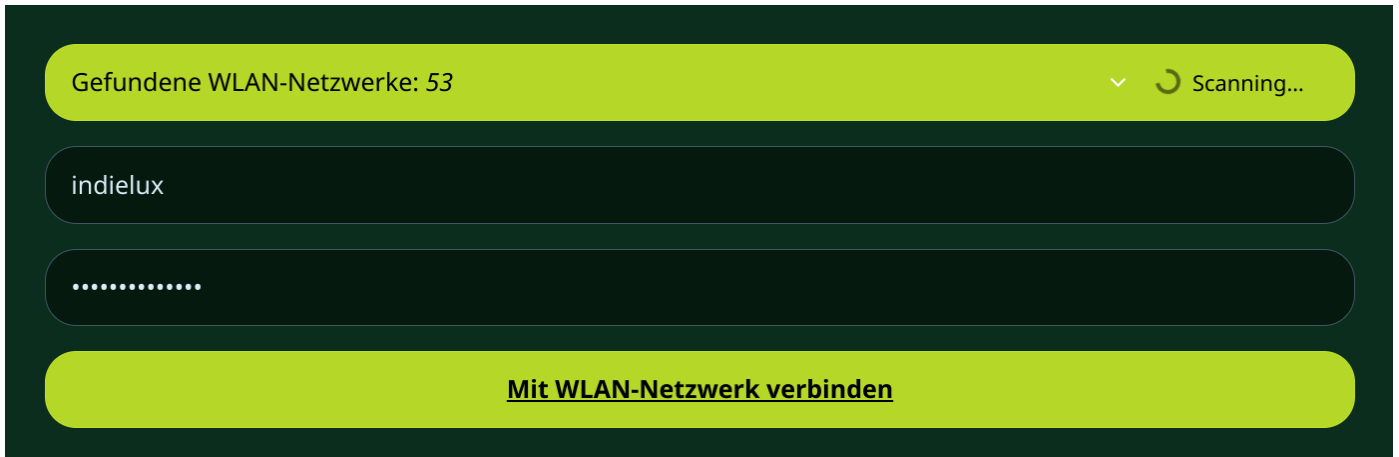 Gefundene WLAN-Netzwerke: 53
Scanning...
indielux
••••••••••••••
Mit WLAN-Netzwerk verbinden